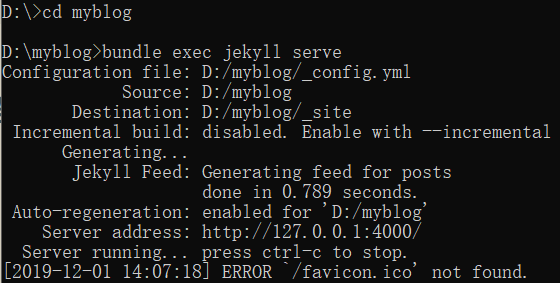 D:\>cd myblog
D:\myblog>bundle exec jekyll serve
Configuration file: D:/myblog/_config.yml
Source: D:/myblog
Destination: D:/myblog/_site
Incremental build: disabled. Enable with --incremental
Generating...
Jekyll Feed: Generating feed for posts
done in 0.789 seconds.
Auto-regeneration: enabled for 'D:/myblog'
Server address: http://127.0.0.1:4000/
Server running... press ctrl-c to stop.
[2019-12-01 14:07:18] ERROR `/favicon.ico' not found.